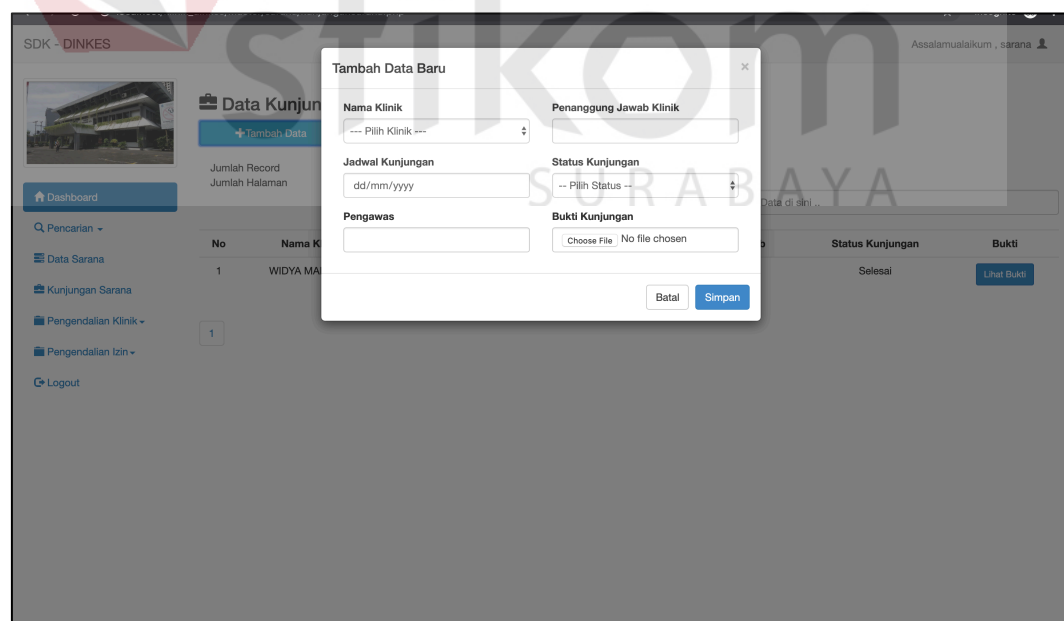 SDK - DINKES
Assalamualaikum , sarana
Dashboard
Pencarian
Data Sarana
Kunjungan Sarana
Pengendalian Klinik
Pengendalian Izin
Logout
Data Kunjun
+Tambah Data
Jumlah Record
Jumlah Halaman
Data di sini ..
No Nama K Status Kunjungan Bukti
1 WIDYA MA Selesai Lihat Bukti
1
Tambah Data Baru ×
Nama Klinik Penanggung Jawab Klinik
--- Pilih Klinik ---
Jadwal Kunjungan Status Kunjungan
dd/mm/yyyy -- Pilih Status --
Pengawas Bukti Kunjungan
Choose File No file chosen
Batal Simpan
stikom
SURABAYA